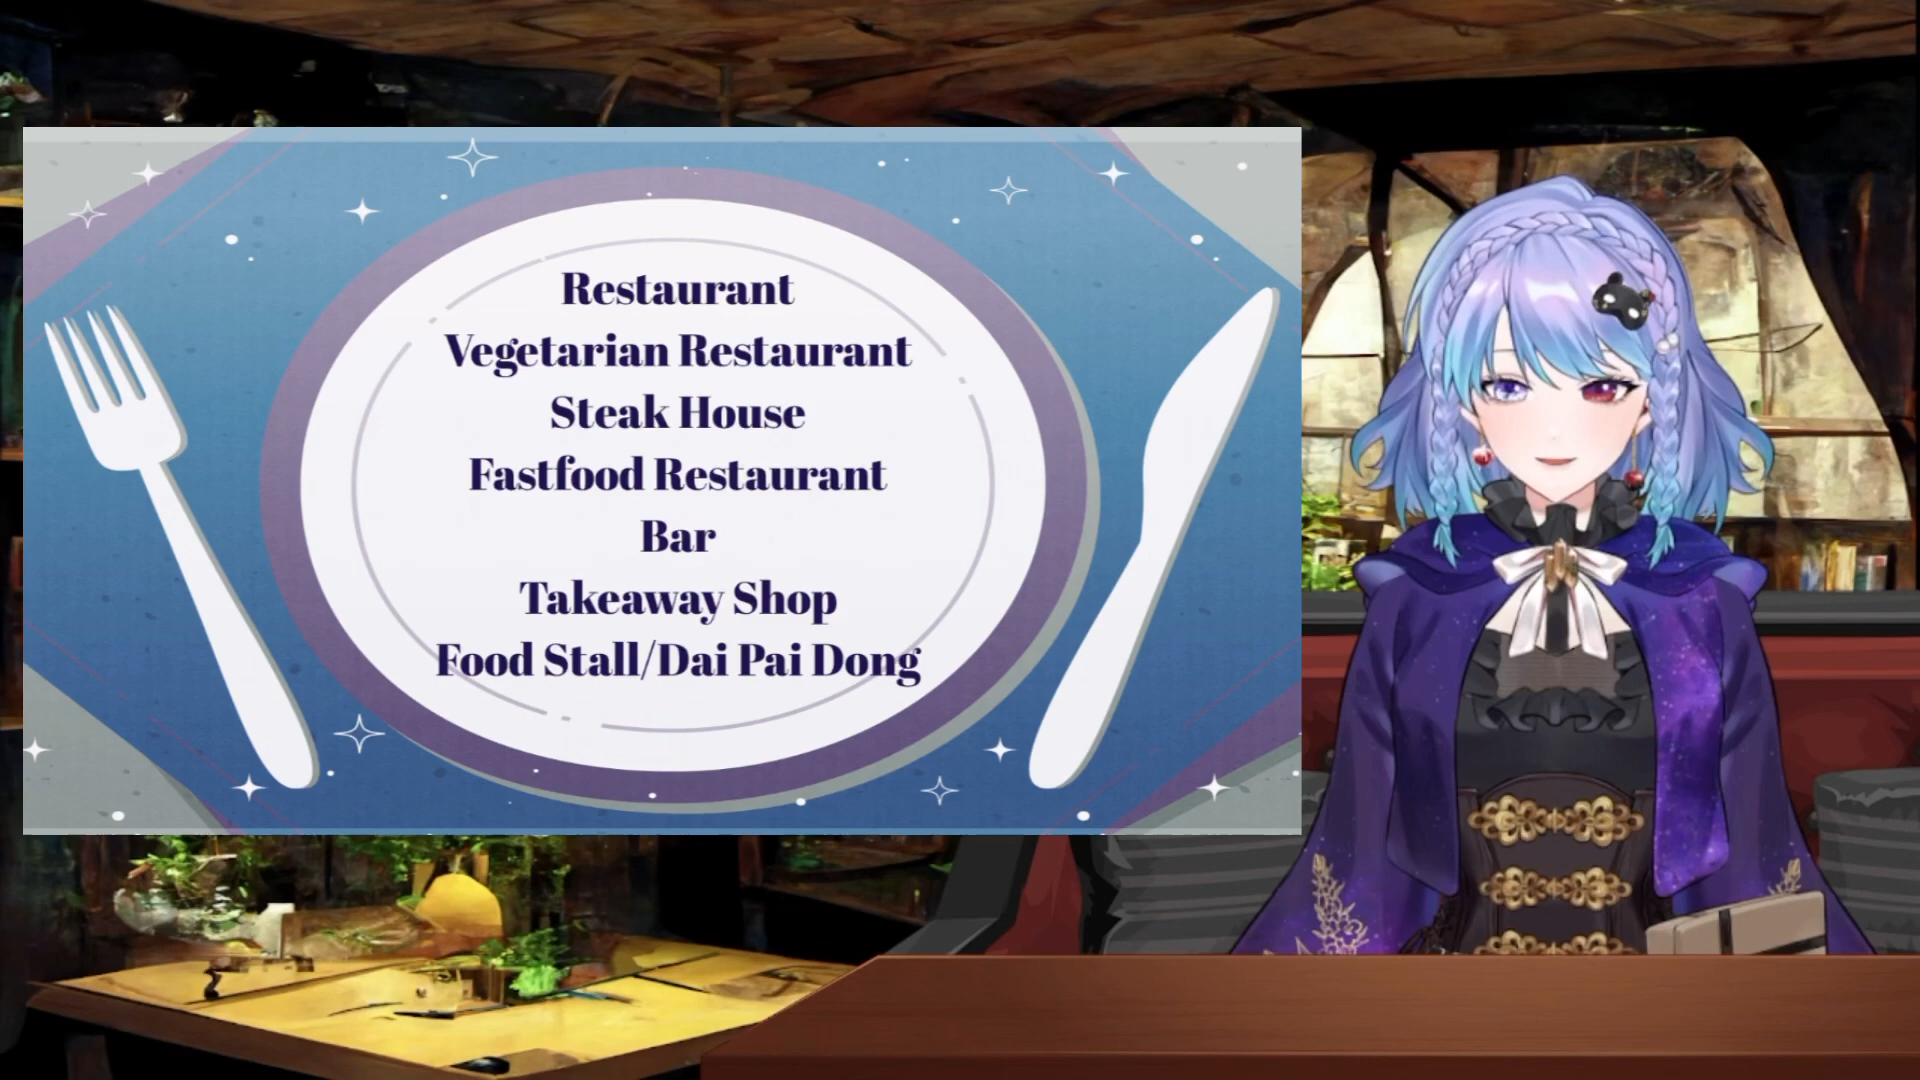 Restaurant
Vegetarian Restaurant
Steak House
Fastfood Restaurant
Bar
Takeaway Shop
Food Stall/Dai Pai Dong